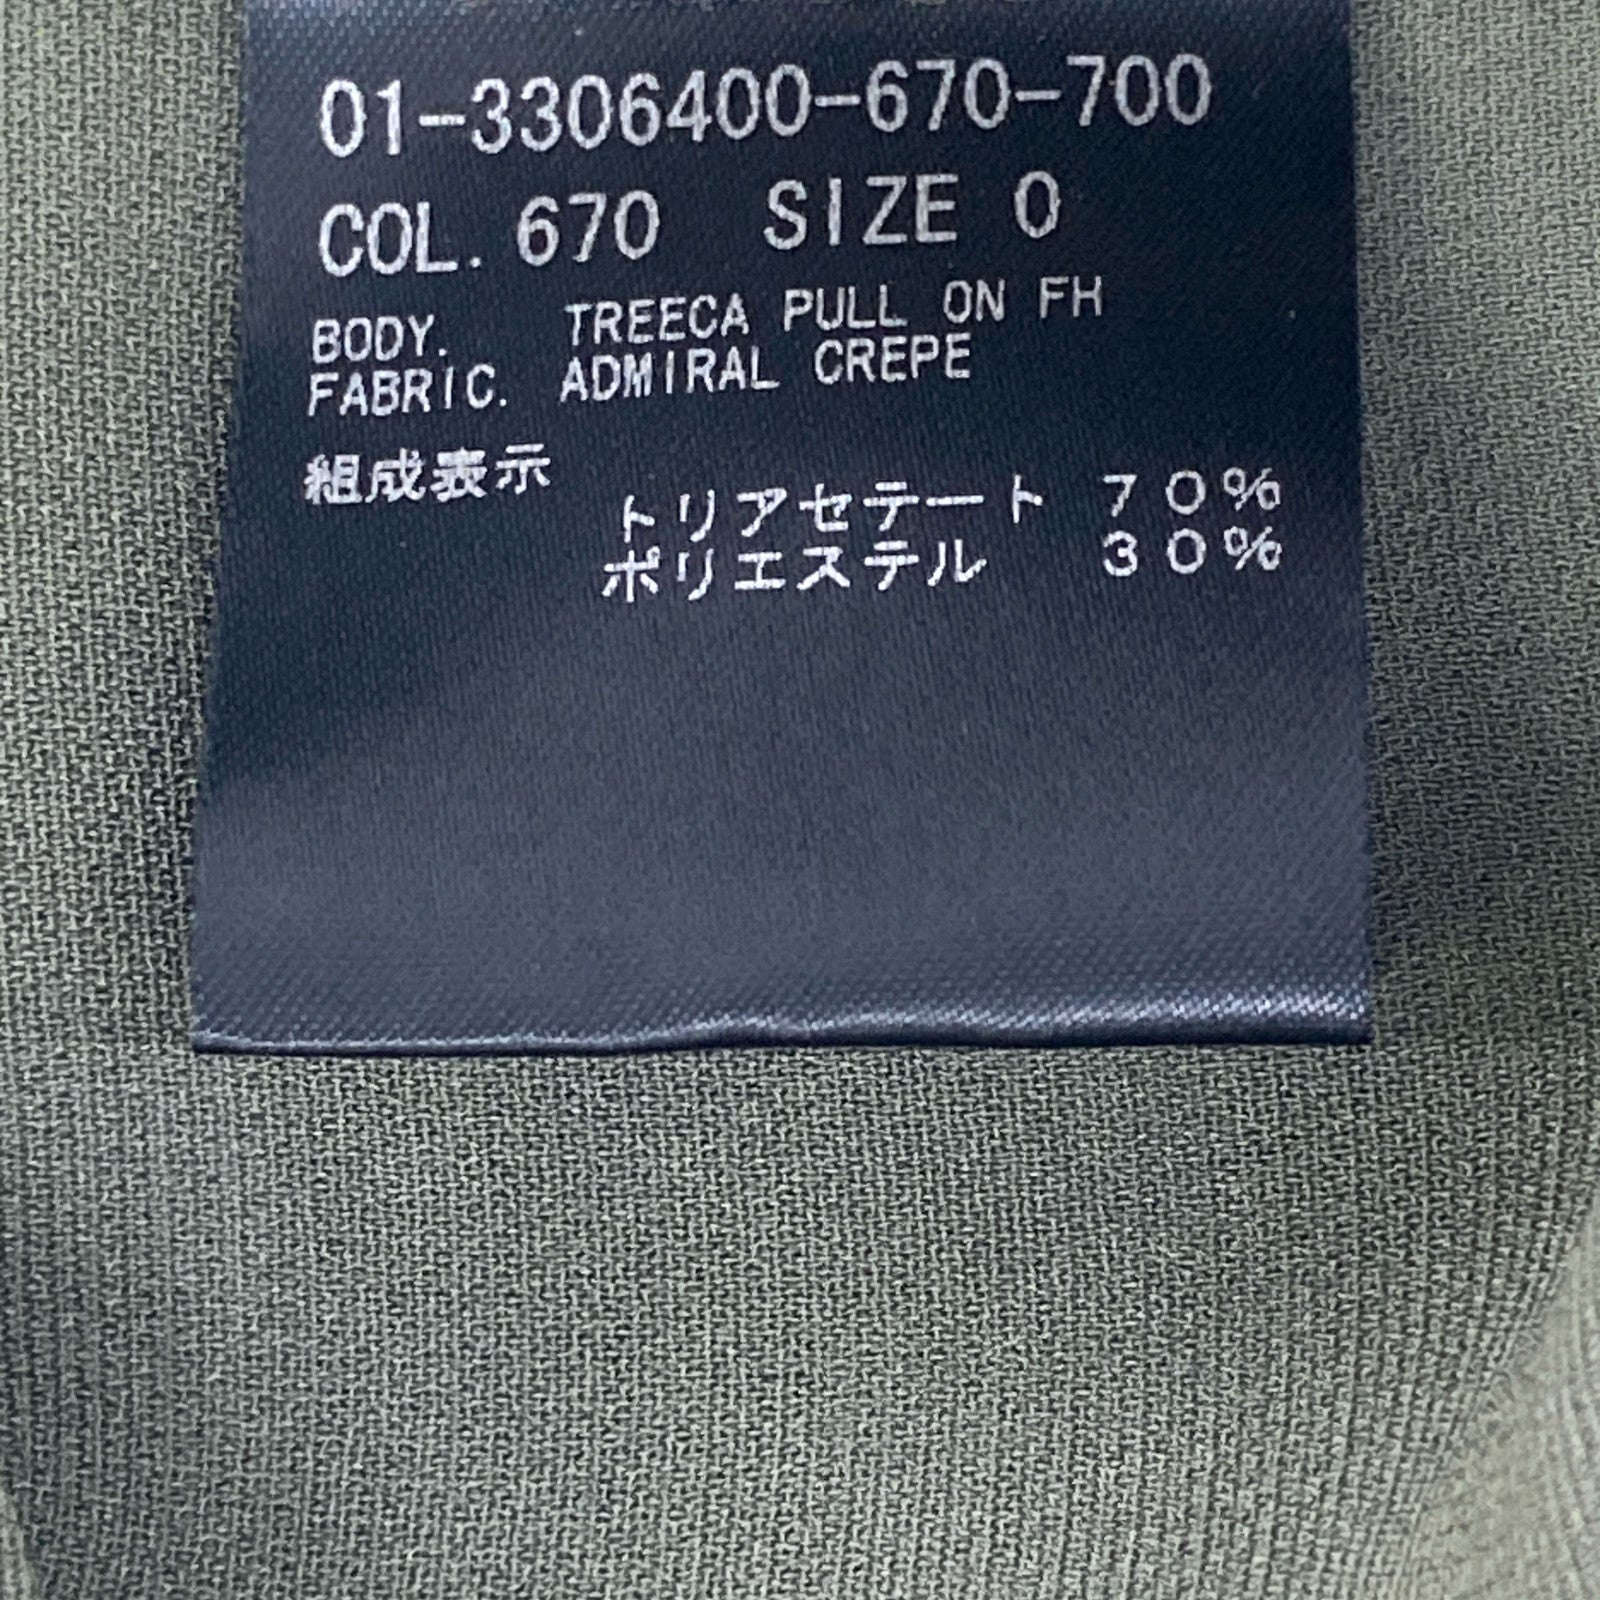 01-3306400-670-700
COL. 670 SIZE 0
BODY. TREECA PULL ON FH
FABRIC. ADMIRAL CREPE
組成表示
トリアセテート 70%
ポリエステル 30%